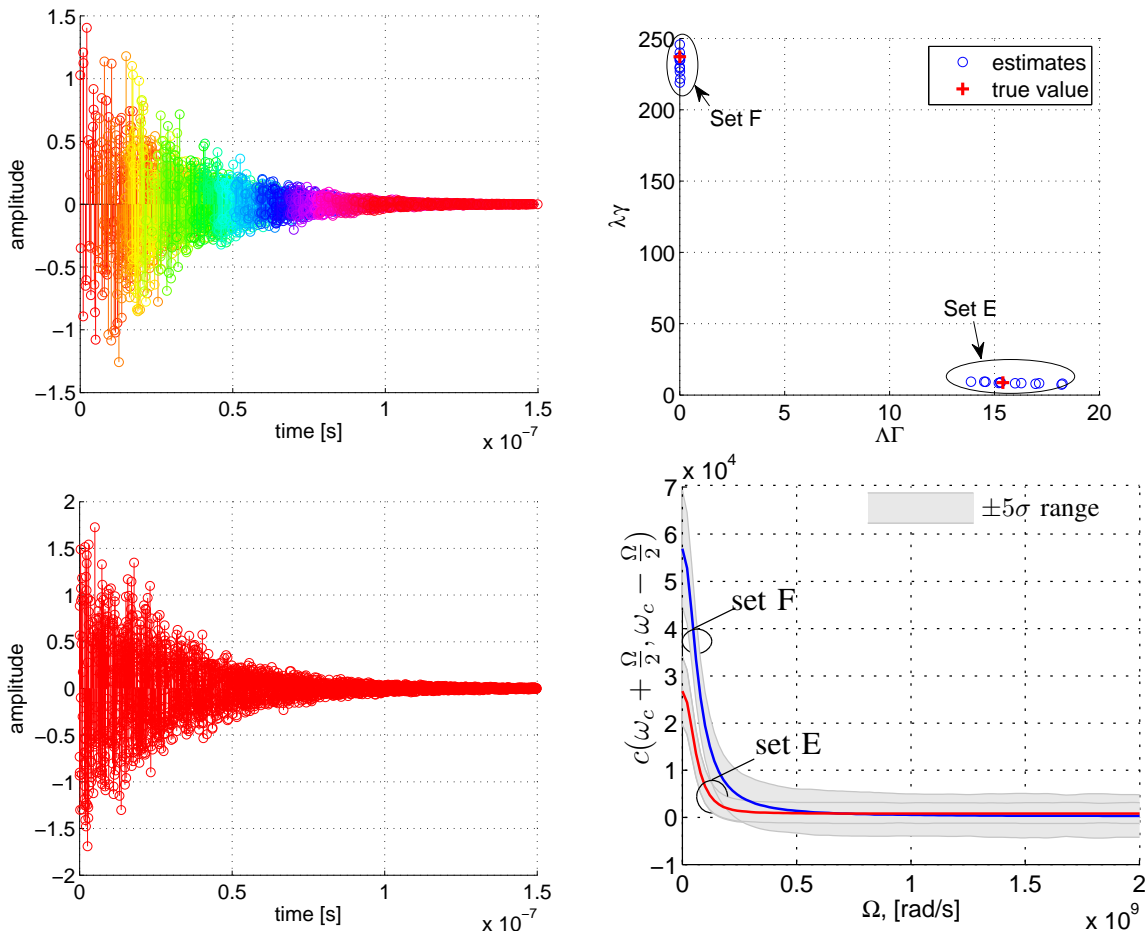 1.5
1
0.5
0
−0.5
−1
−1.5
amplitude
0
0.5
1
1.5
time [s]
x 10⁻⁷
250
200
150
100
50
0
λγ
estimates
true value
Set F
Set E
0
5
10
15
20
ΛΓ
2
1.5
1
0.5
0
−0.5
−1
−1.5
−2
amplitude
0
0.5
1
1.5
time [s]
x 10⁻⁷
x 10⁴
7
6
5
4
3
2
1
0
−1
c(ω_c + Ω/2, ω_c − Ω/2)
±5σ range
set F
set E
0
0.5
1
1.5
2
Ω, [rad/s]
x 10⁹